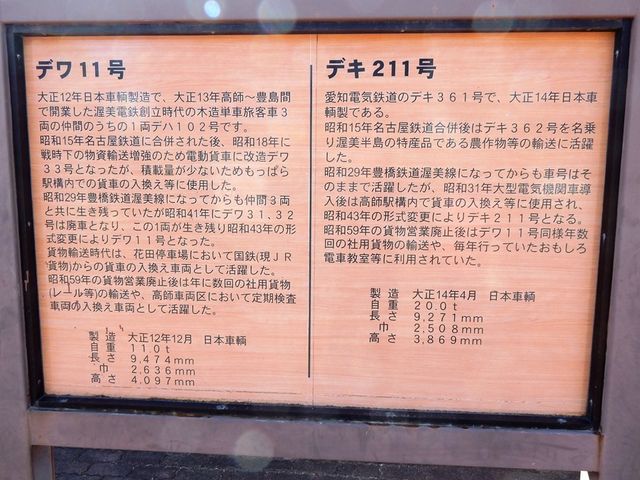 デワ11号
大正12年日本車輌製造で、大正13年高師～豊島間
で開業した渥美電鉄創立時代の木造単車旅客車3
両の仲間のうちの1両デハ102号です。
昭和15年名古屋鉄道に合併された後、昭和18年に
戦時下の物資輸送増強のため電動貨車に改造デワ
33号となったが、積載量が少ないためもっぱら
駅構内での貨車の入換え等に使用した。
昭和29年豊橋鉄道渥美線になってからも仲間3両
と共に生き残っていたが昭和41年にデワ31、32
号は廃車となり、この1両が生き残り昭和43年の形
式変更によりデワ11号となった。
貨物輸送時代は、花田停車場において国鉄(現JR
貨物)からの貨車の入換え車両として活躍した。
昭和59年の貨物営業廃止後は年に数回の社用貨物
(レール等)の輸送や、高師車両区において定期検査
車両の入換え車両として活躍した。
製造 大正12年12月 日本車輌
自重 11.0t
長さ 9,474mm
巾 2,636mm
高さ 4,097mm
デキ211号
愛知電気鉄道のデキ361号で、大正14年日本車
輌製である。
昭和15年名古屋鉄道合併後はデキ362号を名乗
り渥美半島の特産品である農作物等の輸送に活躍
した。
昭和29年豊橋鉄道渥美線になってからも車号はそ
のままで活躍したが、昭和31年大型電気機関車導
入後は高師駅構内で貨車の入換え等に使用され、
昭和43年の形式変更によりデキ211号となる。
昭和59年の貨物営業廃止後はデワ11号同様年数
回の社用貨物の輸送や、毎年行っていたおもしろ
電車教室等に利用されていた。
製造 大正14年4月 日本車輌
自重 20.0t
長さ 9,271mm
巾 2,508mm
高さ 3,869mm